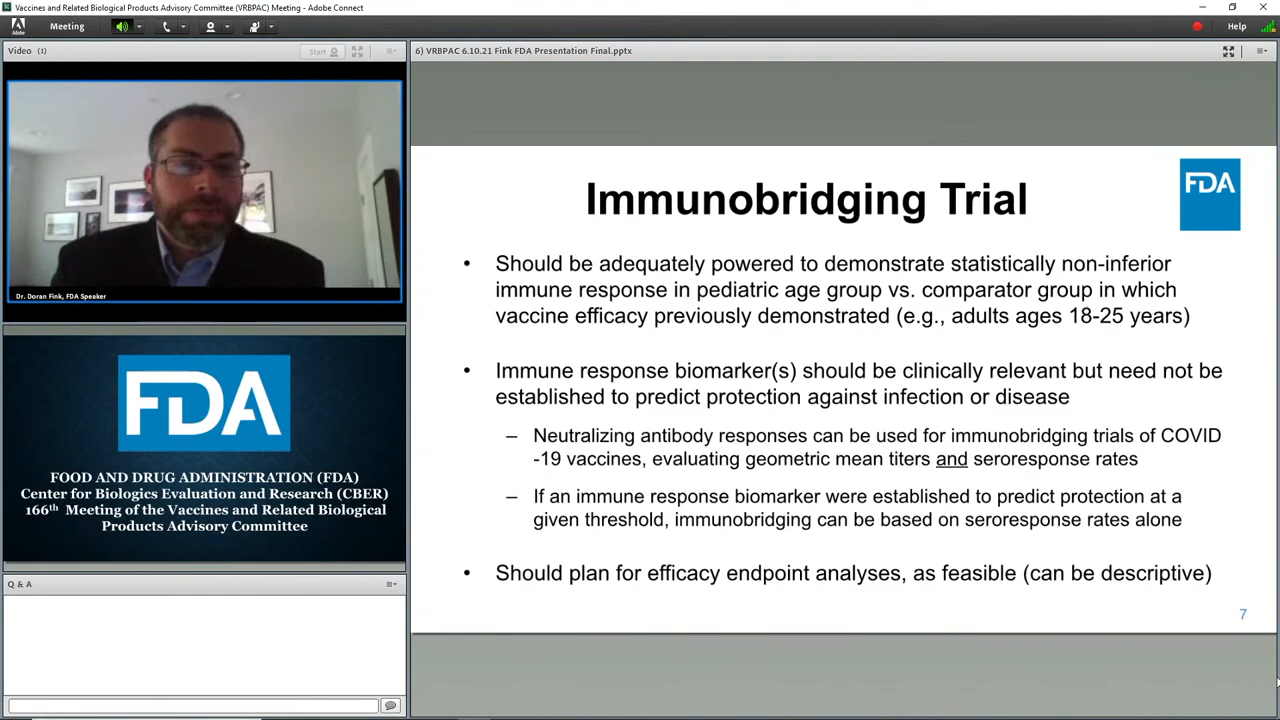 Vaccines and Related Biological Products Advisory Committee (VRBPAC) Meeting - Adobe Connect
Adobe
Meeting
Help
Video (1)
Start
6) VRBPAC 6.10.21 Fink FDA Presentation Final.pptx
Dr. Doran Fink, FDA Speaker
FDA
FOOD AND DRUG ADMINISTRATION (FDA)
Center for Biologics Evaluation and Research (CBER)
166th Meeting of the Vaccines and Related Biological
Products Advisory Committee
Q & A
Immunobridging Trial
FDA
• Should be adequately powered to demonstrate statistically non-inferior
immune response in pediatric age group vs. comparator group in which
vaccine efficacy previously demonstrated (e.g., adults ages 18-25 years)
• Immune response biomarker(s) should be clinically relevant but need not be
established to predict protection against infection or disease
– Neutralizing antibody responses can be used for immunobridging trials of COVID
-19 vaccines, evaluating geometric mean titers and seroresponse rates
– If an immune response biomarker were established to predict protection at a
given threshold, immunobridging can be based on seroresponse rates alone
• Should plan for efficacy endpoint analyses, as feasible (can be descriptive)
7